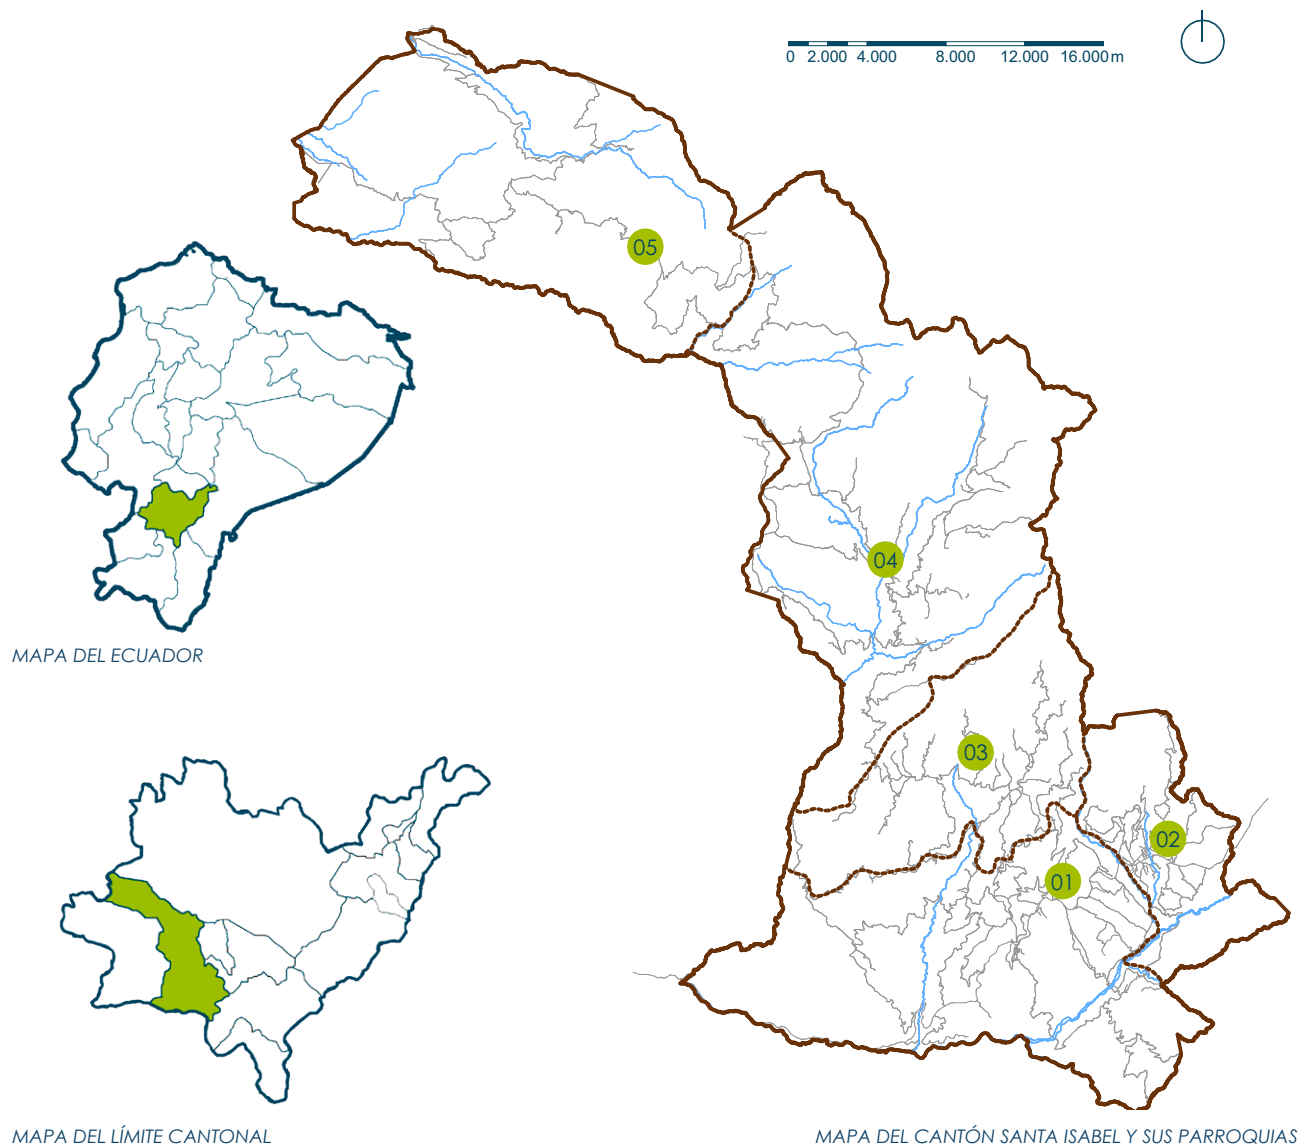 0 2.000 4.000 8.000 12.000 16.000 m
05
04
03
02
01
MAPA DEL ECUADOR
MAPA DEL LÍMITE CANTONAL
MAPA DEL CANTÓN SANTA ISABEL Y SUS PARROQUIAS